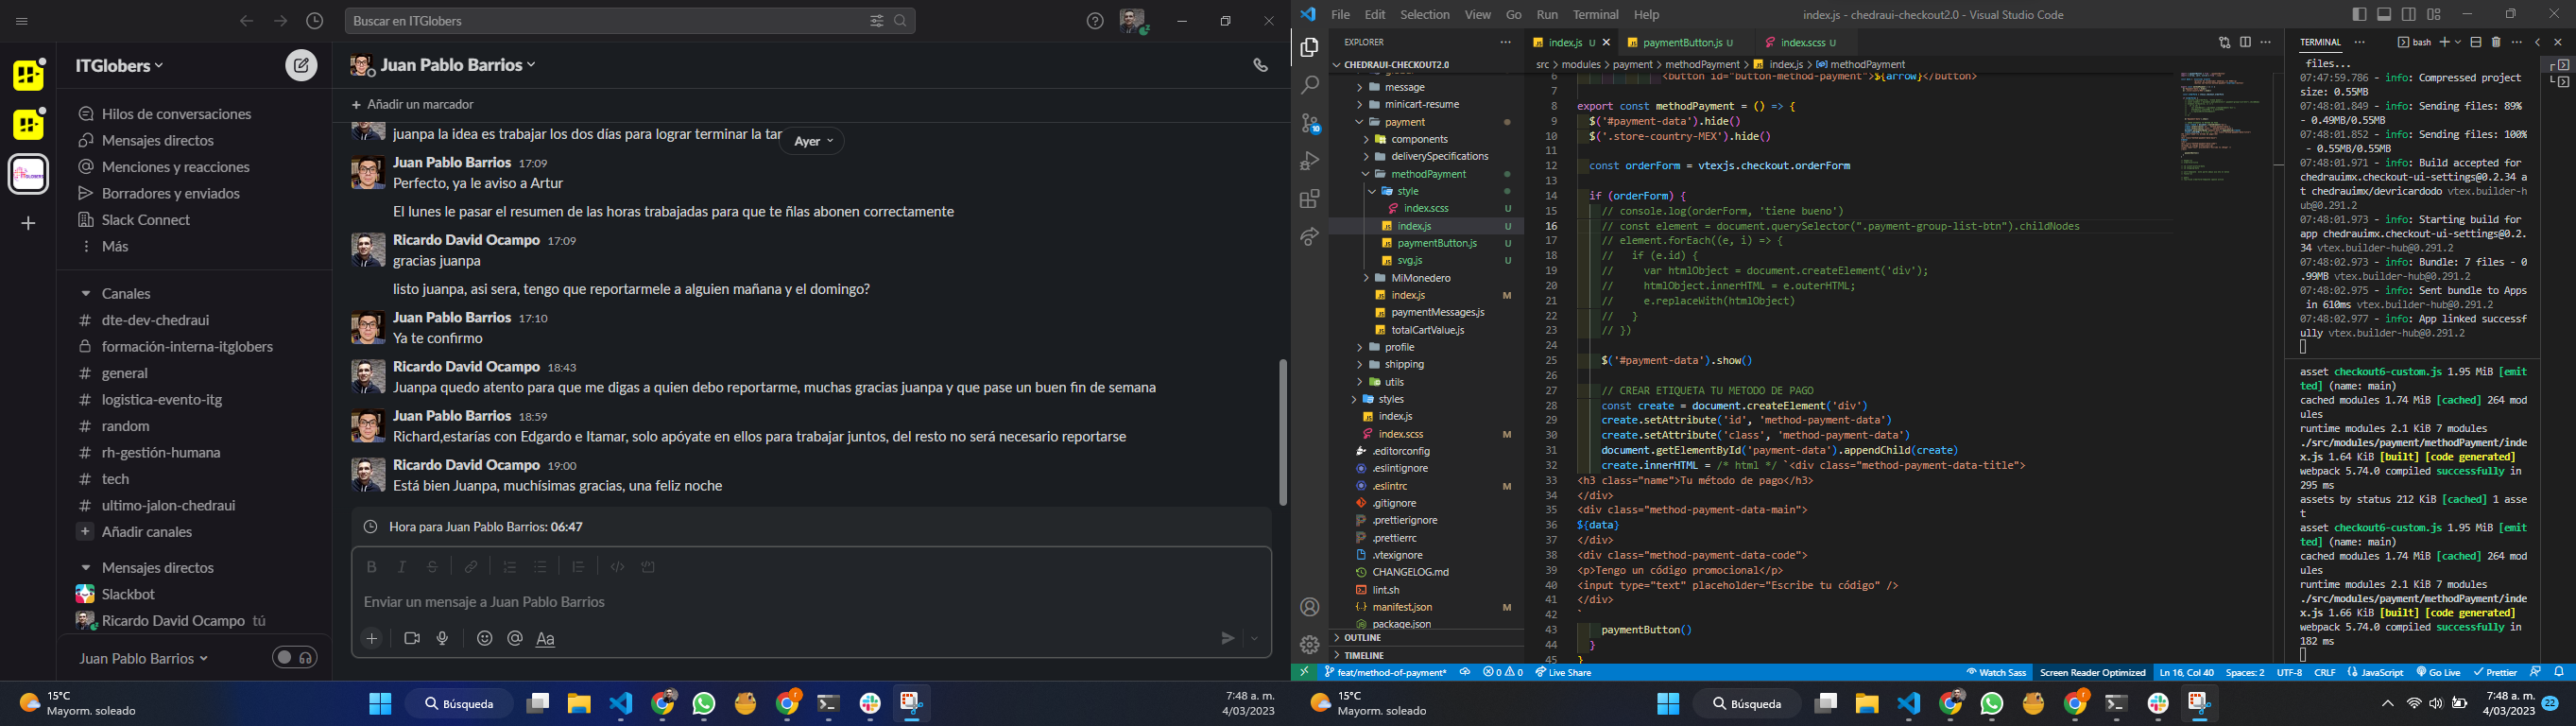 Buscar en ITGlobers
ITGlobers
Hilos de conversaciones
Mensajes directos
Menciones y reacciones
Borradores y enviados
Slack Connect
Más
Canales
dte-dev-chedraui
formación-interna-itglobers
general
logistica-evento-itg
random
rh-gestión-humana
tech
ultimo-jalon-chedraui
Añadir canales
Mensajes directos
Slackbot
Ricardo David Ocampo tú
Juan Pablo Barrios
Juan Pablo Barrios
Añadir un marcador
juanpa la idea es trabajar los dos días para lograr terminar la tar
Ayer
Juan Pablo Barrios 17:09
Perfecto, ya le aviso a Artur
El lunes le pasar el resumen de las horas trabajadas para que te ñlas abonen correctamente
Ricardo David Ocampo 17:09
gracias juanpa
listo juanpa, asi sera, tengo que reportarmele a alguien mañana y el domingo?
Juan Pablo Barrios 17:10
Ya te confirmo
Ricardo David Ocampo 18:43
Juanpa quedo atento para que me digas a quien debo reportarme, muchas gracias juanpa y que pase un buen fin de semana
Juan Pablo Barrios 18:59
Richard,estarías con Edgardo e Itamar, solo apóyate en ellos para trabajar juntos, del resto no será necesario reportarse
Ricardo David Ocampo 19:00
Está bien Juanpa, muchísimas gracias, una feliz noche
Hora para Juan Pablo Barrios: 06:47
Enviar un mensaje a Juan Pablo Barrios
File Edit Selection View Go Run Terminal Help
index.js - chedraui-checkout2.0 - Visual Studio Code
EXPLORER
CHEDRAUI-CHECKOUT2.0
message
minicart-resume
payment
components
deliverySpecifications
methodPayment
style
index.scss U
index.js U
paymentButton.js U
svg.js U
MiMonedero
index.js M
paymentMessages.js
totalCartValue.js
profile
shipping
utils
styles
index.js
index.scss M
.editorconfig
.eslintignore
.eslintrc M
.gitignore
.prettierignore
.prettierrc
.vtexignore
CHANGELOG.md
lint.sh
manifest.json M
package.json
OUTLINE
TIMELINE
index.js U
paymentButton.js U
index.scss U
src > modules > payment > methodPayment > index.js > methodPayment
6 <button id="button-method-payment">${arrow}</button>
7
8 export const methodPayment = () => {
9 $('#payment-data').hide()
10 $('.store-country-MEX').hide()
11
12 const orderForm = vtexjs.checkout.orderForm
13
14 if (orderForm) {
15 // console.log(orderForm, 'tiene bueno')
16 // const element = document.querySelector(".payment-group-list-btn").childNodes
17 // element.forEach((e, i) => {
18 // if (e.id) {
19 // var htmlObject = document.createElement('div');
20 // htmlObject.innerHTML = e.outerHTML;
21 // e.replaceWith(htmlObject)
22 // }
23 // })
24
25 $('#payment-data').show()
26
27 // CREAR ETIQUETA TU METODO DE PAGO
28 const create = document.createElement('div')
29 create.setAttribute('id', 'method-payment-data')
30 create.setAttribute('class', 'method-payment-data')
31 document.getElementById('payment-data').appendChild(create)
32 create.innerHTML = /* html */ `<div class="method-payment-data-title">
33 <h3 class="name">Tu método de pago</h3>
34 </div>
35 <div class="method-payment-data-main">
36 ${data}
37 </div>
38 <div class="method-payment-data-code">
39 <p>Tengo un código promocional</p>
40 <input type="text" placeholder="Escribe tu código" />
41 </div>
42 `
43 paymentButton()
44 }
45 }
TERMINAL
bash
files...
07:47:59.786 - info: Compressed project
size: 0.55MB
07:48:01.849 - info: Sending files: 89%
- 0.49MB/0.55MB
07:48:01.852 - info: Sending files: 100%
- 0.55MB/0.55MB
07:48:01.971 - info: Build accepted for
chedrauimx.checkout-ui-settings@0.2.34 a
t chedrauimx/devricardodo vtex.builder-h
ub@0.291.2
07:48:01.973 - info: Starting build for
app chedrauimx.checkout-ui-settings@0.2.
34 vtex.builder-hub@0.291.2
07:48:02.973 - info: Bundle: 7 files - 0
.99MB vtex.builder-hub@0.291.2
07:48:02.975 - info: Sent bundle to Apps
in 610ms vtex.builder-hub@0.291.2
07:48:02.977 - info: App linked successf
ully vtex.builder-hub@0.291.2
asset checkout6-custom.js 1.95 MiB [emit
ted] (name: main)
cached modules 1.74 MiB [cached] 264 mod
ules
runtime modules 2.1 KiB 7 modules
./src/modules/payment/methodPayment/inde
x.js 1.64 KiB [built] [code generated]
webpack 5.74.0 compiled successfully in
295 ms
assets by status 212 KiB [cached] 1 asse
t
asset checkout6-custom.js 1.95 MiB [emit
ted] (name: main)
cached modules 1.74 MiB [cached] 264 mod
ules
runtime modules 2.1 KiB 7 modules
./src/modules/payment/methodPayment/inde
x.js 1.66 KiB [built] [code generated]
webpack 5.74.0 compiled successfully in
182 ms
feat/method-of-payment* 0 0 Live Share
Watch Sass Screen Reader Optimized Ln 16, Col 40 Spaces: 2 UTF-8 CRLF JavaScript Go Live Prettier
15°C
Mayorm. soleado
Búsqueda
7:48 a. m.
4/03/2023
15°C
Mayorm. soleado
Búsqueda
7:48 a. m.
4/03/2023
22